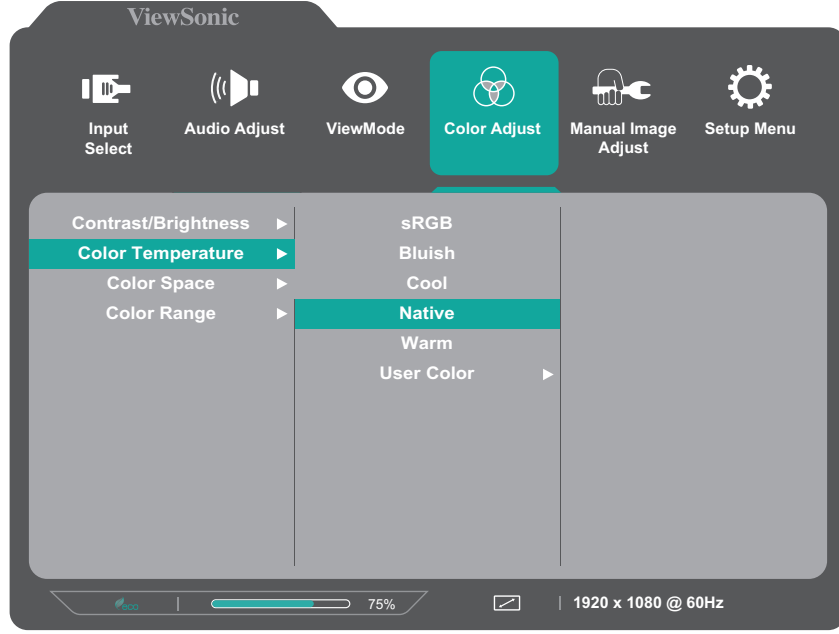 ViewSonic
Input
Select
Audio Adjust
ViewMode
Color Adjust
Manual Image
Adjust
Setup Menu
Contrast/Brightness
Color Temperature
Color Space
Color Range
sRGB
Bluish
Cool
Native
Warm
User Color
eco
75%
1920 x 1080 @ 60Hz